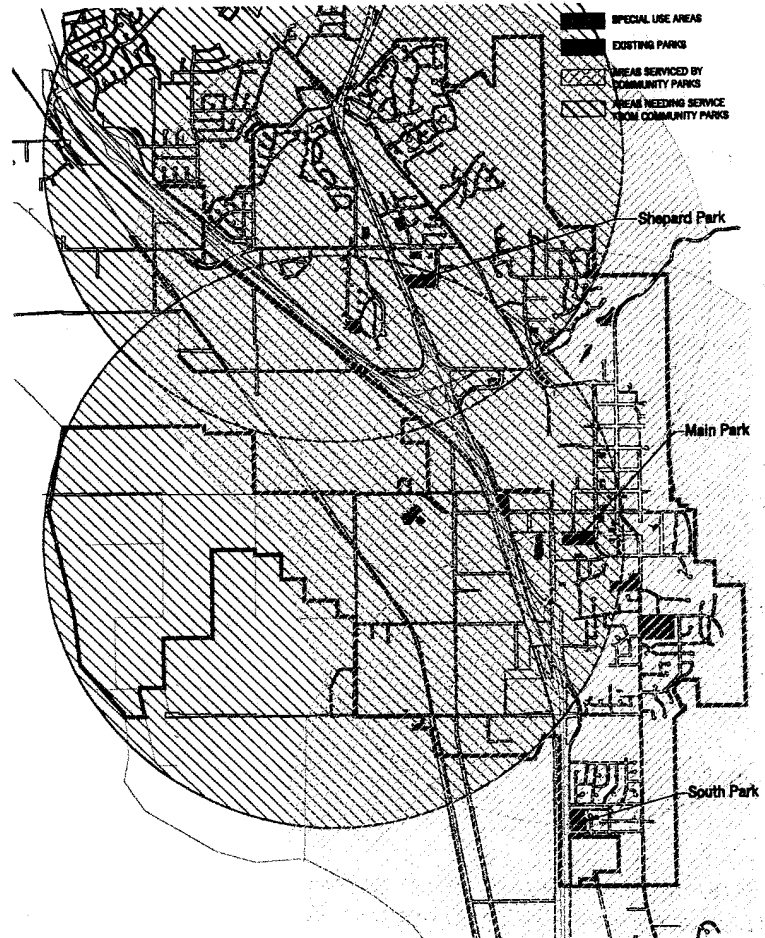 SPECIAL USE AREAS
EXISTING PARKS
AREAS SERVICED BY
COMMUNITY PARKS
AREAS NEEDING SERVICE
FROM COMMUNITY PARKS
Shepard Park
Main Park
South Park